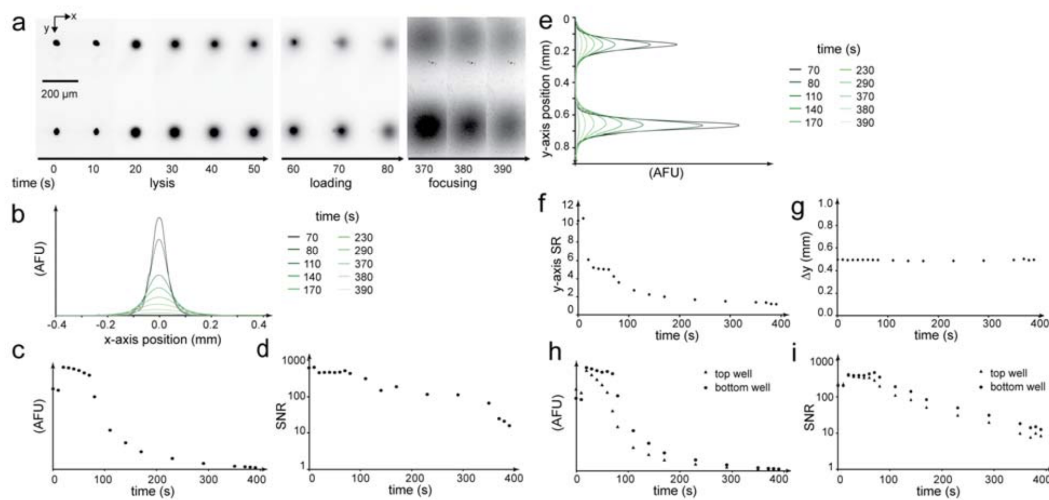 a
x
y
200 µm
0 10 20 30 40 50 60 70 80 370 380 390
time (s) lysis loading focusing
b
(AFU)
-0.4 -0.2 0.0 0.2 0.4
x-axis position (mm)
time (s)
70 230
80 290
110 370
140 380
170 390
c
(AFU)
0 100 200 300 400
time (s)
d
SNR
1000
100
10
1
0 100 200 300 400
time (s)
e
y-axis position (mm)
0
0.2
0.4
0.6
0.8
(AFU)
time (s)
70 230
80 290
110 370
140 380
170 390
f
y-axis SR
12
10
8
6
4
2
0
0 100 200 300 400
time (s)
g
Δy (mm)
1.0
0.8
0.6
0.4
0.2
0.0
0 100 200 300 400
time (s)
h
(AFU)
top well
bottom well
0 100 200 300 400
time (s)
i
SNR
1000
100
10
1
top well
bottom well
0 100 200 300 400
time (s)